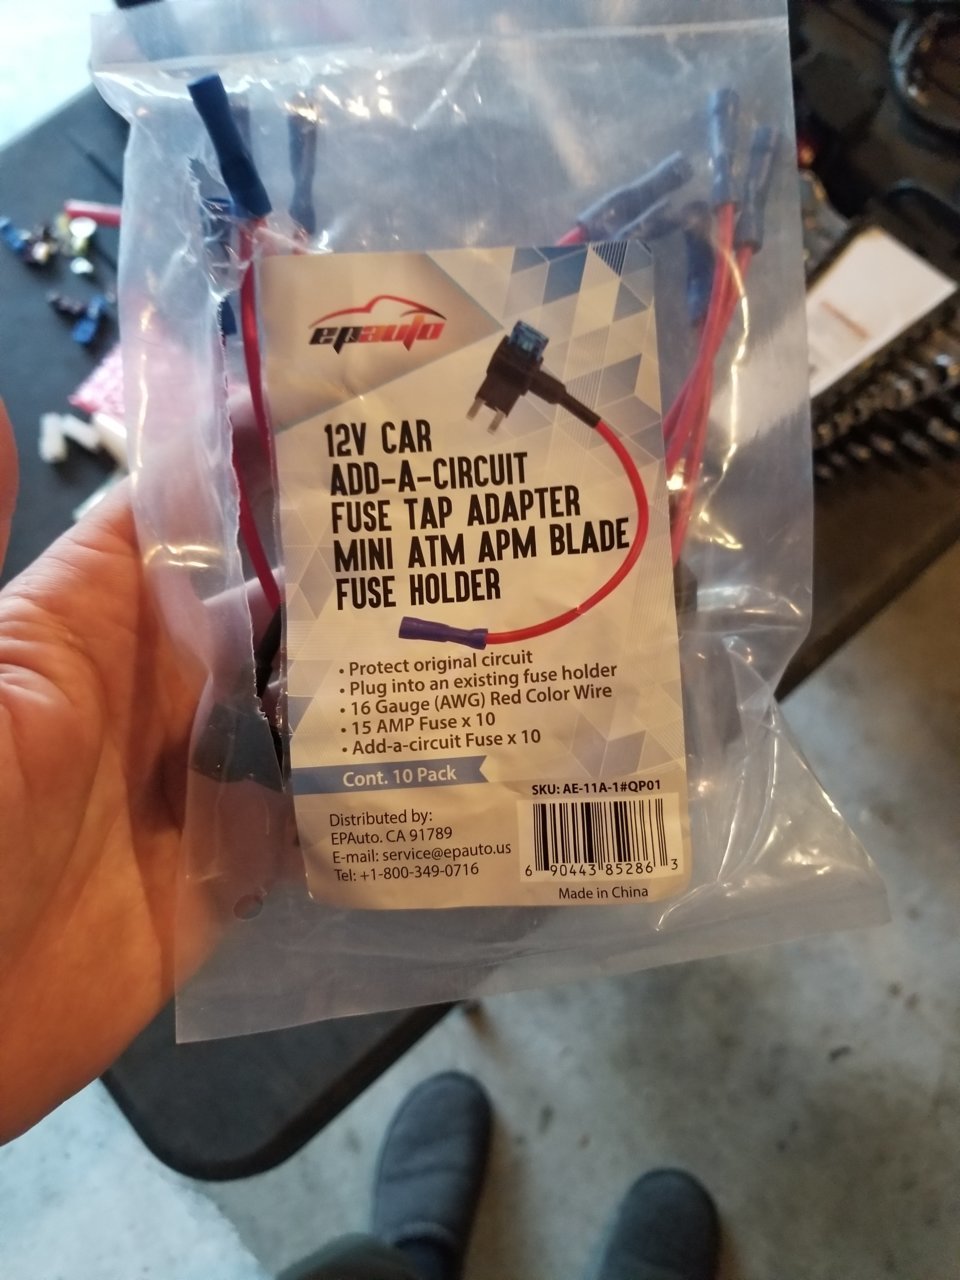 epauto
12V CAR
ADD-A-CIRCUIT
FUSE TAP ADAPTER
MINI ATM APM BLADE
FUSE HOLDER
• Protect original circuit
• Plug into an existing fuse holder
• 16 Gauge (AWG) Red Color Wire
• 15 AMP Fuse x 10
• Add-a-circuit Fuse x 10
Cont. 10 Pack
SKU: AE-11A-1#QP01
Distributed by:
EPAuto. CA 91789
E-mail: service@epauto.us
Tel: +1-800-349-0716
6 90443 85286 3
Made in China